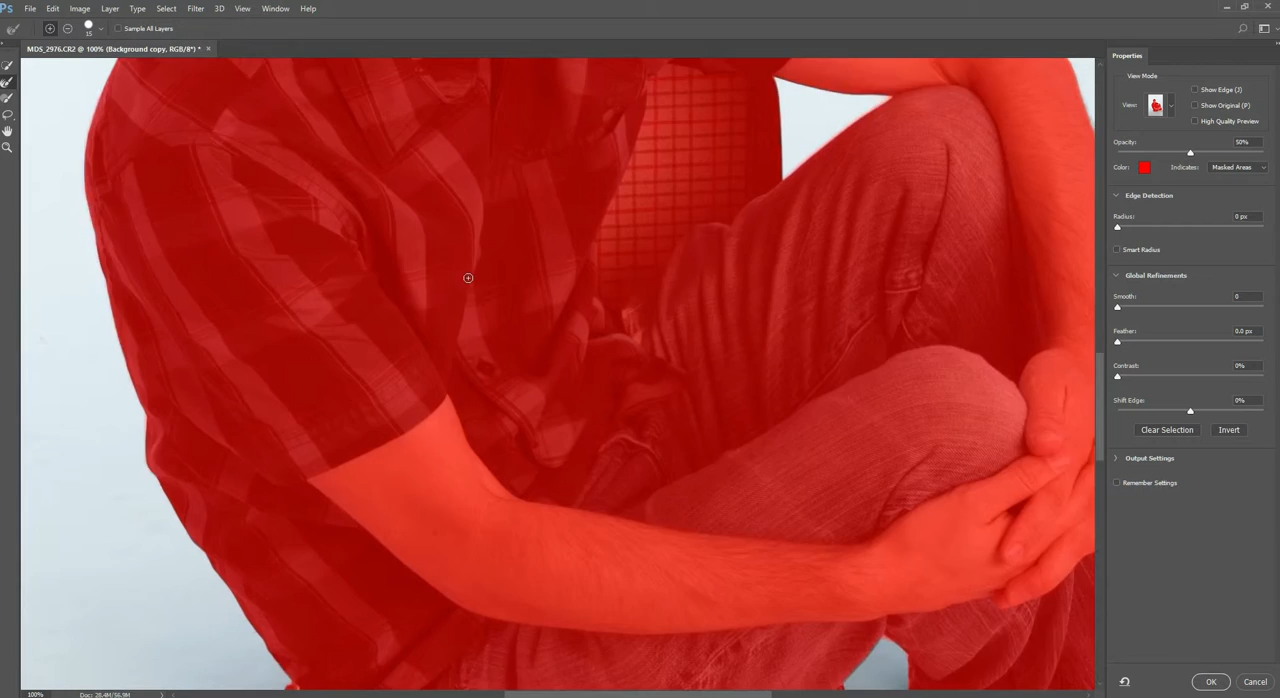 Ps File Edit Image Layer Type Select Filter 3D View Window Help
15 Sample All Layers
MDS_2976.CR2 @ 100% (Background copy, RGB/8*) * ×
Properties
View Mode
View:
Show Edge (J)
Show Original (P)
High Quality Preview
Opacity: 50%
Color: Indicates: Masked Areas
Edge Detection
Radius: 0 px
Smart Radius
Global Refinements
Smooth: 0
Feather: 0.0 px
Contrast: 0%
Shift Edge: 0%
Clear Selection Invert
Output Settings
Remember Settings
OK Cancel
100% Doc: 28.4M/56.9M